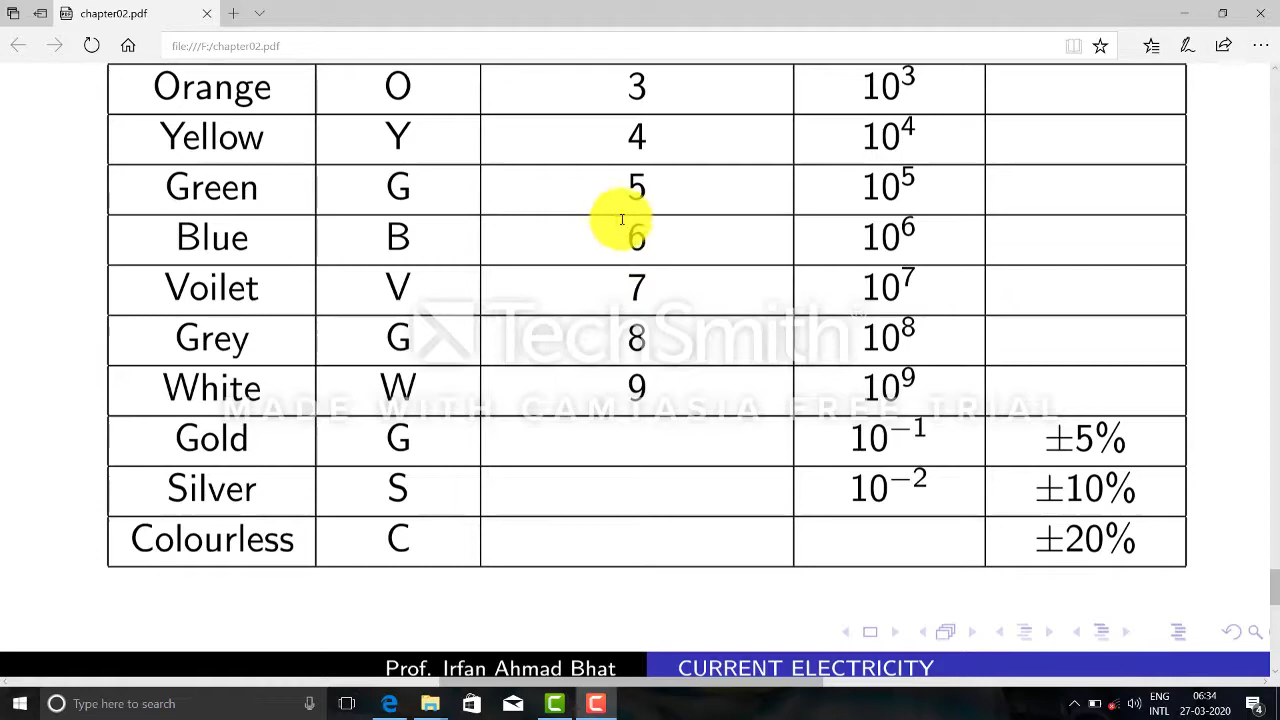 chapter02.pdf
file:///F:/chapter02.pdf
Orange O 3 10³
Yellow Y 4 10⁴
Green G 5 10⁵
Blue B 6 10⁶
Voilet V 7 10⁷
Grey G 8 10⁸
White W 9 10⁹
Gold G 10⁻¹ ±5%
Silver S 10⁻² ±10%
Colourless C ±20%
TechSmith
MADE WITH CAMTASIA FREE TRIAL
Prof. Irfan Ahmad Bhat CURRENT ELECTRICITY
Type here to search
ENG 06:34
INTL 27-03-2020 4